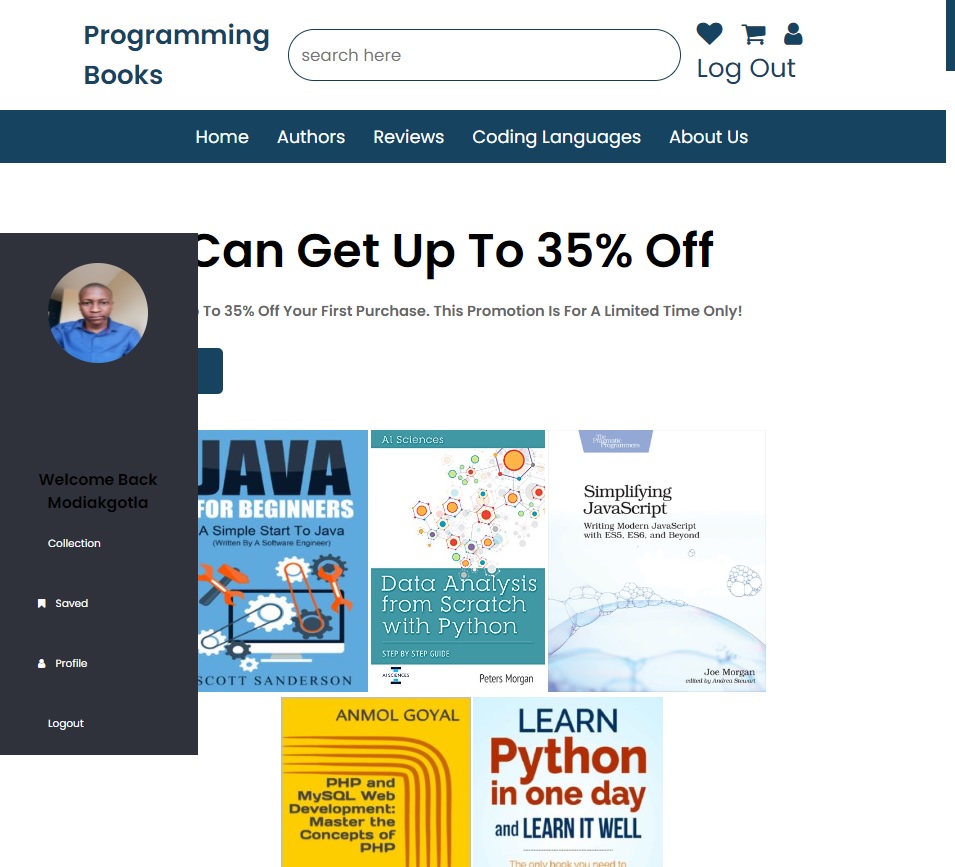 Programming
Books
search here
Log Out
Home Authors Reviews Coding Languages About Us
Can Get Up To 35% Off
To 35% Off Your First Purchase. This Promotion Is For A Limited Time Only!
Welcome Back
Modiakgotla
Collection
Saved
Profile
Logout
JAVA
FOR BEGINNERS
A Simple Start To Java
(Written By A Software Engineer)
SCOTT SANDERSON
AI Sciences
Data Analysis
from Scratch
with Python
STEP BY STEP GUIDE
AI SCIENCES
Peters Morgan
The
Pragmatic
Programmers
Simplifying
JavaScript
Writing Modern JavaScript
with ES5, ES6, and Beyond
Joe Morgan
edited by Andrea Stewart
ANMOL GOYAL
PHP and
MySQL Web
Development:
Master the
Concepts of
PHP
LEARN
Python
in one day
and LEARN IT WELL
The only book you need to